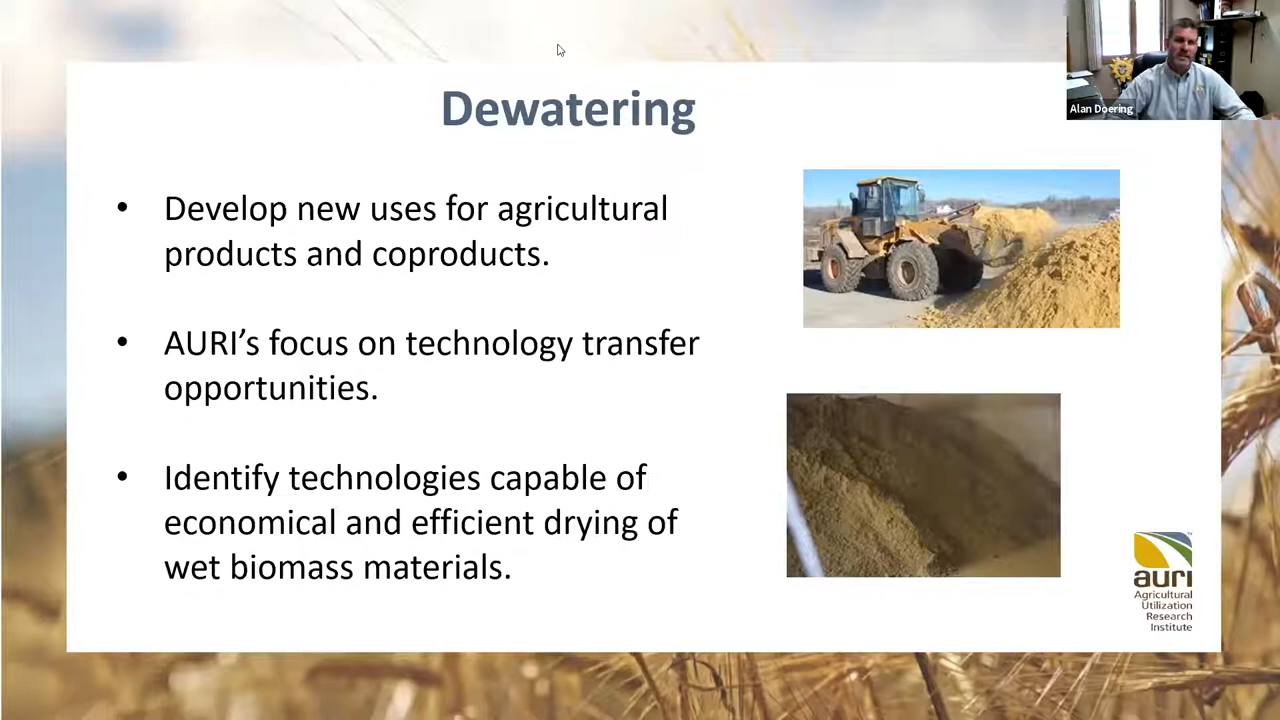 Dewatering
Alan Doering
• Develop new uses for agricultural
products and coproducts.
• AURI’s focus on technology transfer
opportunities.
• Identify technologies capable of
economical and efficient drying of
wet biomass materials.
auri
Agricultural
Utilization
Research
Institute